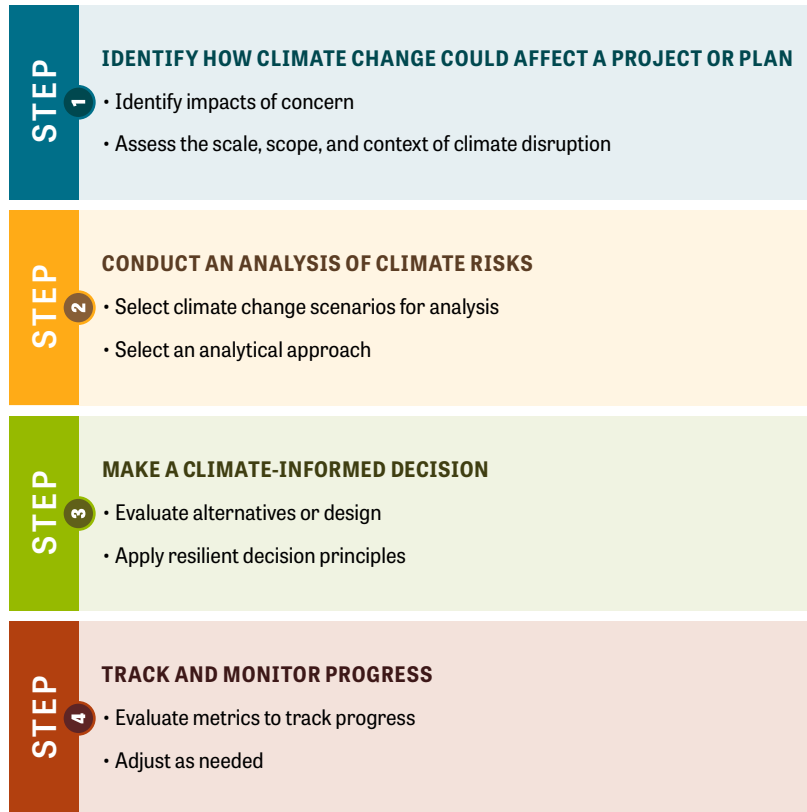 STEP 1
IDENTIFY HOW CLIMATE CHANGE COULD AFFECT A PROJECT OR PLAN
• Identify impacts of concern
• Assess the scale, scope, and context of climate disruption
STEP 2
CONDUCT AN ANALYSIS OF CLIMATE RISKS
• Select climate change scenarios for analysis
• Select an analytical approach
STEP 3
MAKE A CLIMATE-INFORMED DECISION
• Evaluate alternatives or design
• Apply resilient decision principles
STEP 4
TRACK AND MONITOR PROGRESS
• Evaluate metrics to track progress
• Adjust as needed